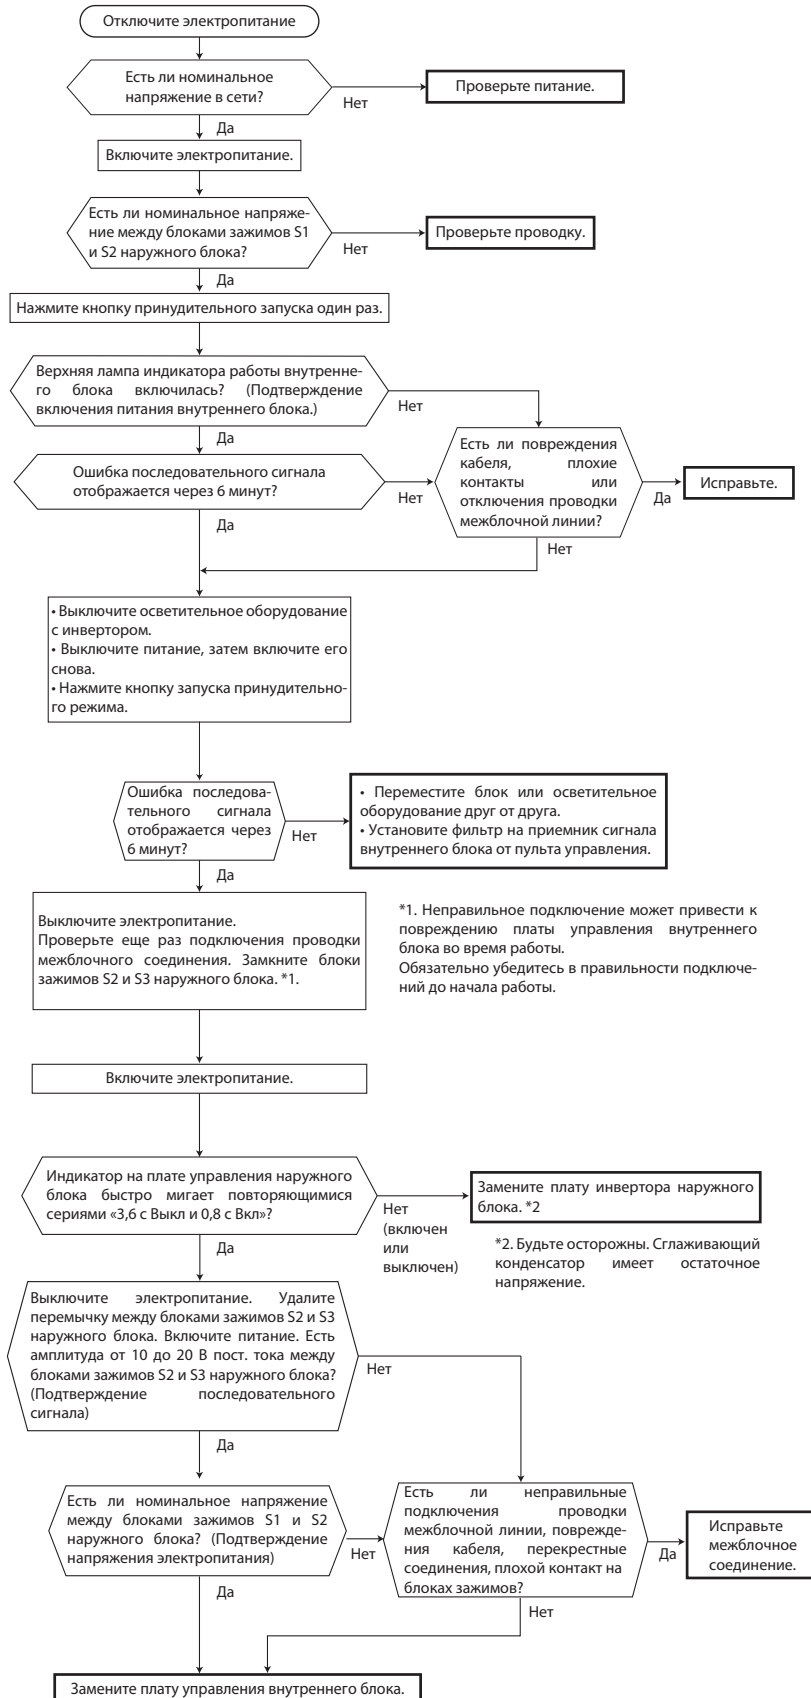 Отключите электропитание
Есть ли номинальное
напряжение в сети?
Нет
Проверьте питание.
Да
Включите электропитание.
Есть ли номинальное напряже-
ние между блоками зажимов S1
и S2 наружного блока?
Нет
Проверьте проводку.
Да
Нажмите кнопку принудительного запуска один раз.
Верхняя лампа индикатора работы внутренне-
го блока включилась? (Подтверждение
включения питания внутреннего блока.)
Нет
Да
Ошибка последовательного сигнала
отображается через 6 минут?
Нет
Есть ли повреждения
кабеля, плохие
контакты или
отключения проводки
межблочной линии?
Да
Исправьте.
Да
Нет
• Выключите осветительное оборудование
с инвертором.
• Выключите питание, затем включите его
снова.
• Нажмите кнопку запуска принудительно-
го режима.
Ошибка последова-
тельного сигнала
отображается через
6 минут?
Нет
• Переместите блок или осветительное
оборудование друг от друга.
• Установите фильтр на приемник сигнала
внутреннего блока от пульта управления.
Да
Выключите электропитание.
Проверьте еще раз подключения проводки
межблочного соединения. Замкните блоки
зажимов S2 и S3 наружного блока. *1.
*1. Неправильное подключение может привести к
повреждению платы управления внутреннего
блока во время работы.
Обязательно убедитесь в правильности подключе-
ний до начала работы.
Включите электропитание.
Индикатор на плате управления наружного
блока быстро мигает повторяющимися
сериями «3,6 с Выкл и 0,8 с Вкл»?
Нет
(включен
или
выключен)
Замените плату инвертора наружного
блока. *2
*2. Будьте осторожны. Сглаживающий
конденсатор имеет остаточное
напряжение.
Да
Выключите электропитание. Удалите
перемычку между блоками зажимов S2 и S3
наружного блока. Включите питание. Есть
амплитуда от 10 до 20 В пост. тока между
блоками зажимов S2 и S3 наружного блока?
(Подтверждение последовательного
сигнала)
Нет
Да
Есть ли номинальное напряжение
между блоками зажимов S1 и S2
наружного блока? (Подтверждение
напряжения электропитания)
Нет
Есть ли неправильные
подключения проводки
межблочной линии, поврежде-
ния кабеля, перекрестные
соединения, плохой контакт на
блоках зажимов?
Да
Исправьте
межблочное
соединение.
Да
Нет
Замените плату управления внутреннего блока.